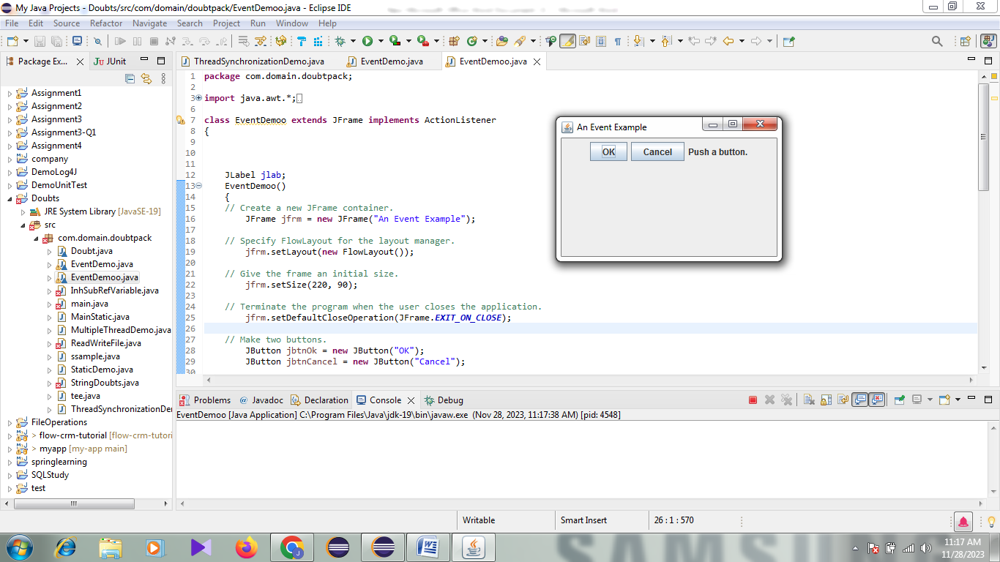 My Java Projects - Doubts/src/com/domain/doubtpack/EventDemoo.java - Eclipse IDE
File Edit Source Refactor Navigate Search Project Run Window Help
Package Ex...
JUnit
Assignment1
Assignment2
Assignment3
Assignment3-Q1
Assignment4
company
DemoLog4J
DemoUnitTest
Doubts
JRE System Library [JavaSE-19]
src
com.domain.doubtpack
Doubt.java
EventDemo.java
EventDemoo.java
InhSubRefVariable.java
main.java
MainStatic.java
MultipleThreadDemo.java
ReadWriteFile.java
ssample.java
StaticDemo.java
StringDoubts.java
tee.java
ThreadSynchronizationDer
FileOperations
> flow-crm-tutorial [flow-crm-tutori
> myapp [my-app main]
springlearning
SQLStudy
test
ThreadSynchronizationDemo.java EventDemo.java EventDemoo.java
1 package com.domain.doubtpack;
2
3 import java.awt.*;
6
7 class EventDemoo extends JFrame implements ActionListener
8 {
9
10
11
12 JLabel jlab;
13 EventDemoo()
14 {
15 // Create a new JFrame container.
16 JFrame jfrm = new JFrame("An Event Example");
17
18 // Specify FlowLayout for the layout manager.
19 jfrm.setLayout(new FlowLayout());
20
21 // Give the frame an initial size.
22 jfrm.setSize(220, 90);
23
24 // Terminate the program when the user closes the application.
25 jfrm.setDefaultCloseOperation(JFrame.EXIT_ON_CLOSE);
26
27 // Make two buttons.
28 JButton jbtnOk = new JButton("OK");
29 JButton jbtnCancel = new JButton("Cancel");
30
An Event Example
OK Cancel Push a button.
Problems @ Javadoc Declaration Console Debug
EventDemoo [Java Application] C:\Program Files\Java\jdk-19\bin\javaw.exe (Nov 28, 2023, 11:17:38 AM) [pid: 4548]
Writable Smart Insert 26 : 1 : 570
SAMSUNG
11:17 AM
11/28/2023